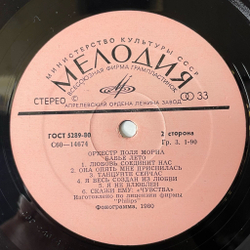 МИНИСТЕРСТВО КУЛЬТУРЫ СССР
МЕЛОДИЯ
ВСЕСОЮЗНАЯ ФИРМА ГРАМПЛАСТИНОК
СТЕРЕО
33
АПРЕЛЕВСКИЙ ОРДЕНА ЛЕНИНА ЗАВОД
ГОСТ 5289-80
2 сторона
С60—14674
Гр. 3. 1-90
ОРКЕСТР ПОЛЯ МОРИА
БАБЬЕ ЛЕТО
1. ЛЮБОВЬ СОЕДИНИТ НАС
2. ОНА ОПЯТЬ МНЕ ПРИСНИЛАСЬ
3. ТАНЦУЙТЕ СЕЙЧАС
4. Я ВЕСЬ СОЗДАН ИЗ ЛЮБВИ
5. Я НЕ ВЛЮБЛЕН
6. СКАЖИ ЕМУ. «ЧУВСТВА»
Изготовлено по лицензии фирмы
"Philips"
Фонограмма, 1980